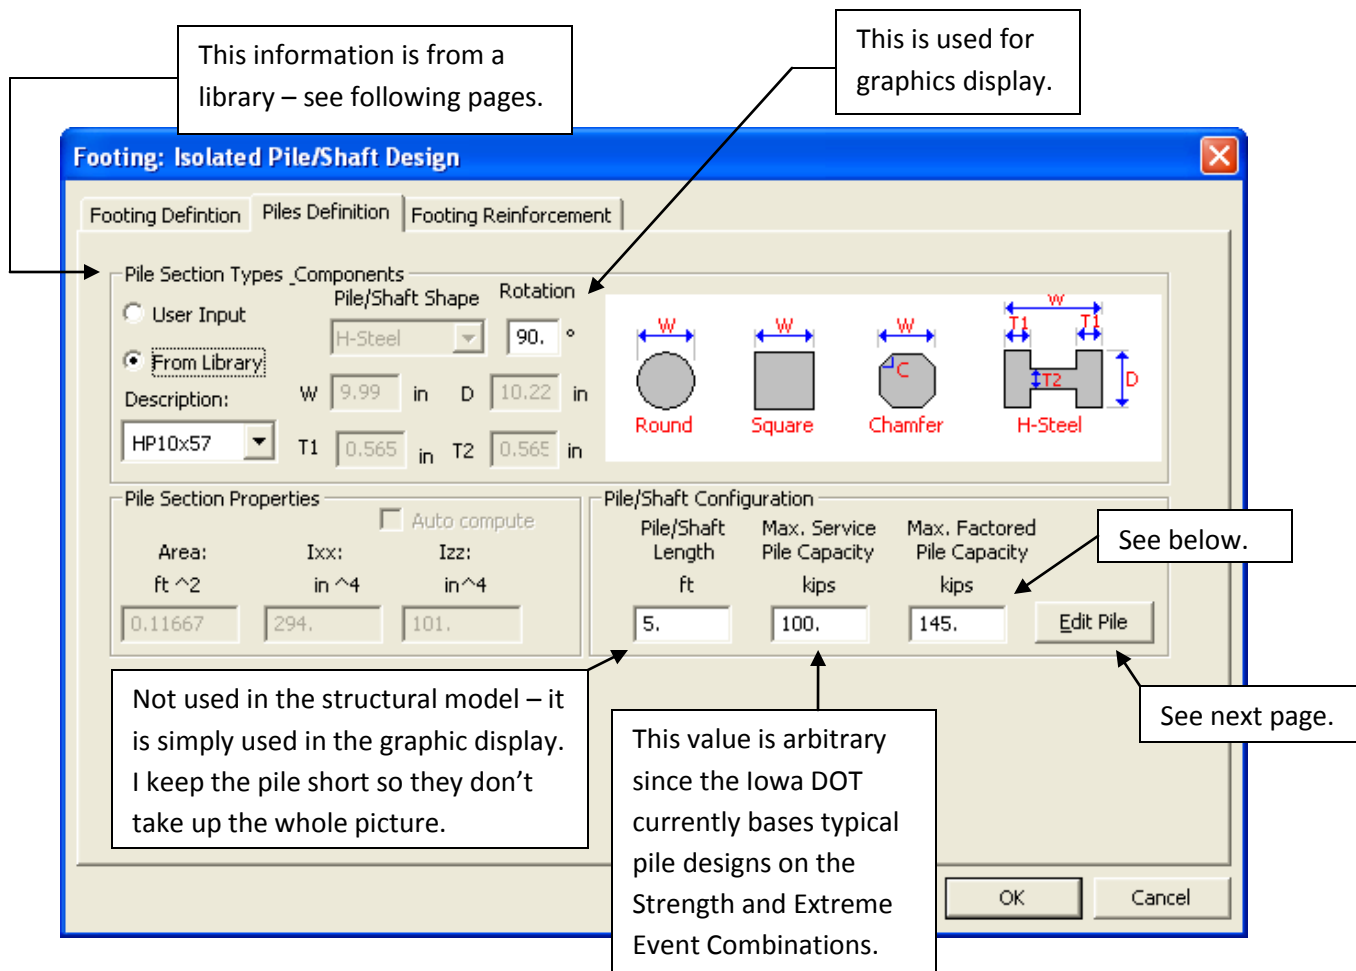 This information is from a
library – see following pages.
This is used for
graphics display.
Footing: Isolated Pile/Shaft Design
Footing Defintion
Piles Definition
Footing Reinforcement
Pile Section Types _Components
User Input
Pile/Shaft Shape
Rotation
H-Steel
90. °
From Library
Description:
W 9.99 in D 10.22 in
HP10x57
T1 0.565 in T2 0.565 in
W
W
W
W
T1
T1
C
T2
D
Round
Square
Chamfer
H-Steel
Pile Section Properties
Auto compute
Area:
Ixx:
Izz:
ft ^2
in ^4
in^4
0.11667
294.
101.
Pile/Shaft Configuration
Pile/Shaft
Length
ft
5.
Max. Service
Pile Capacity
kips
100.
Max. Factored
Pile Capacity
kips
145.
Edit Pile
See below.
See next page.
Not used in the structural model – it
is simply used in the graphic display.
I keep the pile short so they don’t
take up the whole picture.
This value is arbitrary
since the Iowa DOT
currently bases typical
pile designs on the
Strength and Extreme
Event Combinations.
OK
Cancel